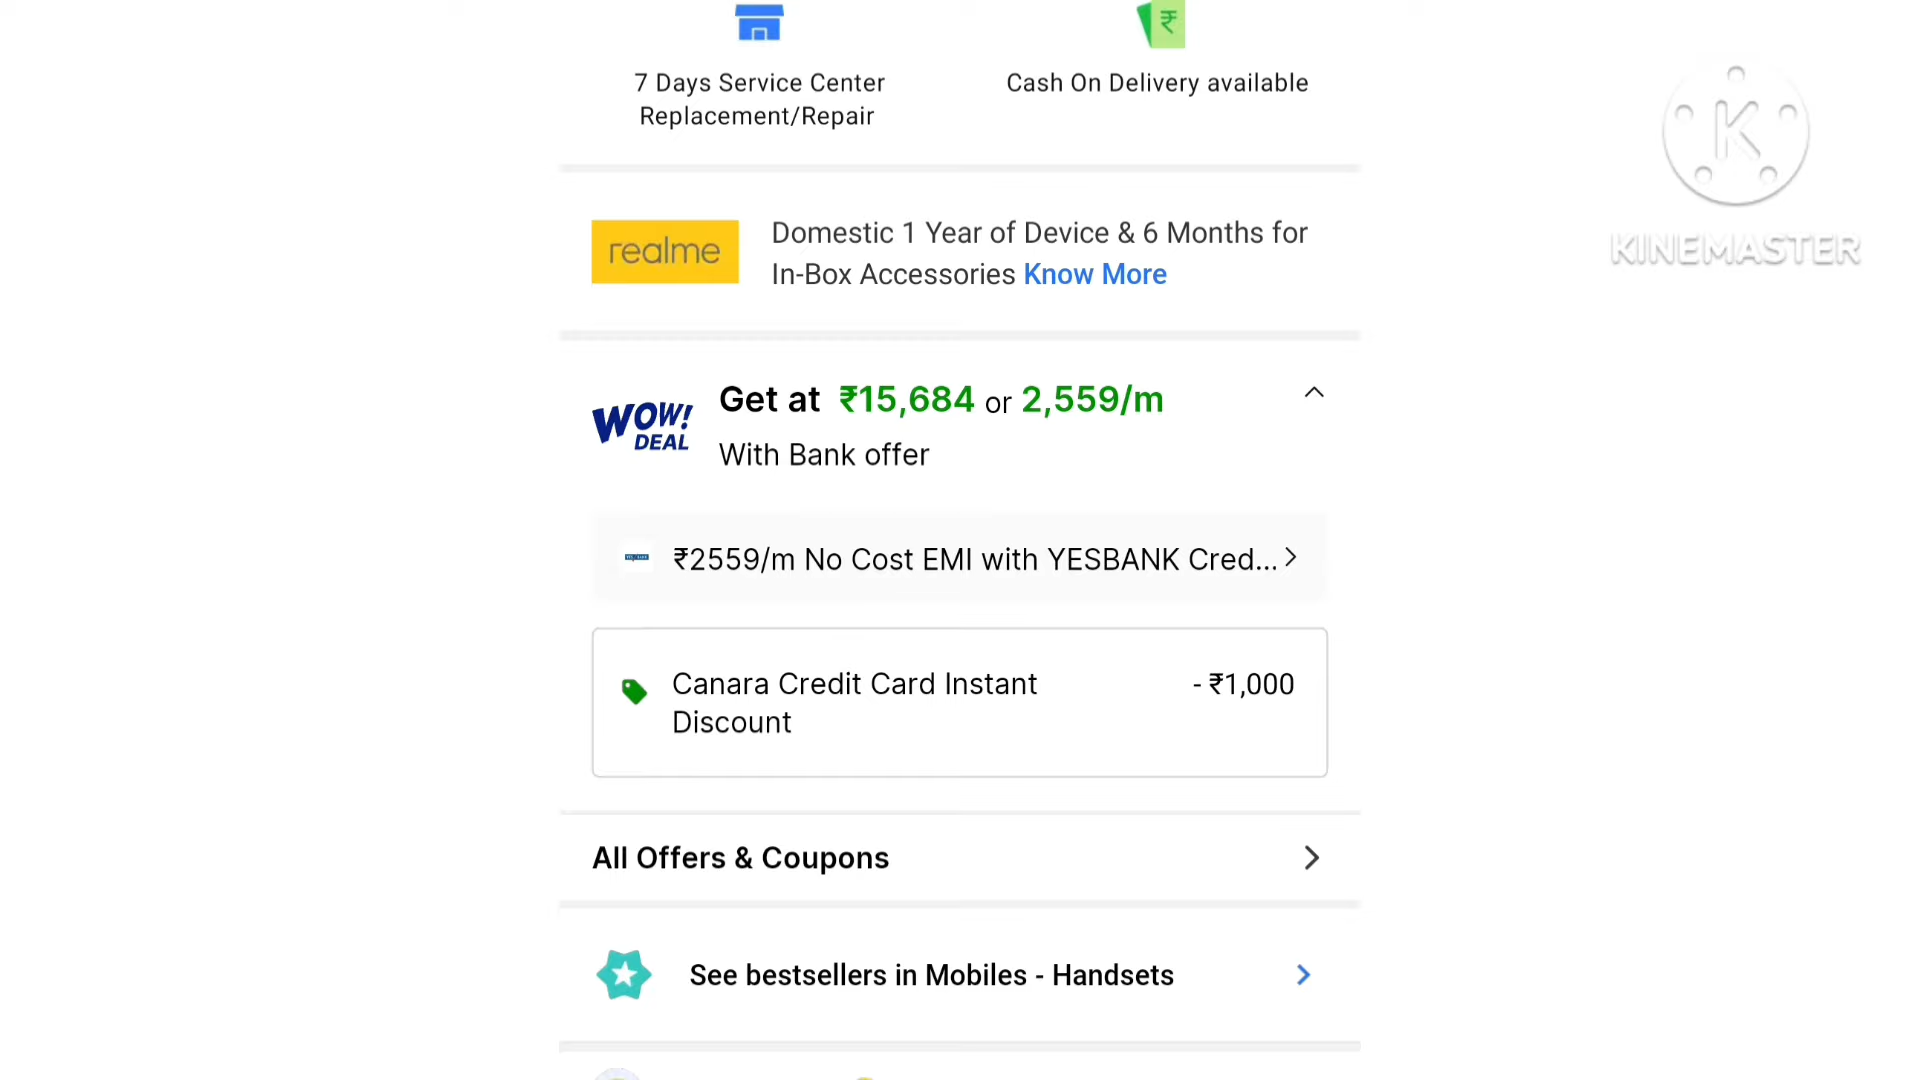 7 Days Service Center
Replacement/Repair
Cash On Delivery available
realme
Domestic 1 Year of Device & 6 Months for
In-Box Accessories Know More
WOW!
DEAL
Get at ₹15,684 or 2,559/m
With Bank offer
₹2559/m No Cost EMI with YESBANK Cred...
Canara Credit Card Instant
Discount
- ₹1,000
All Offers & Coupons
See bestsellers in Mobiles - Handsets
K
KINEMASTER